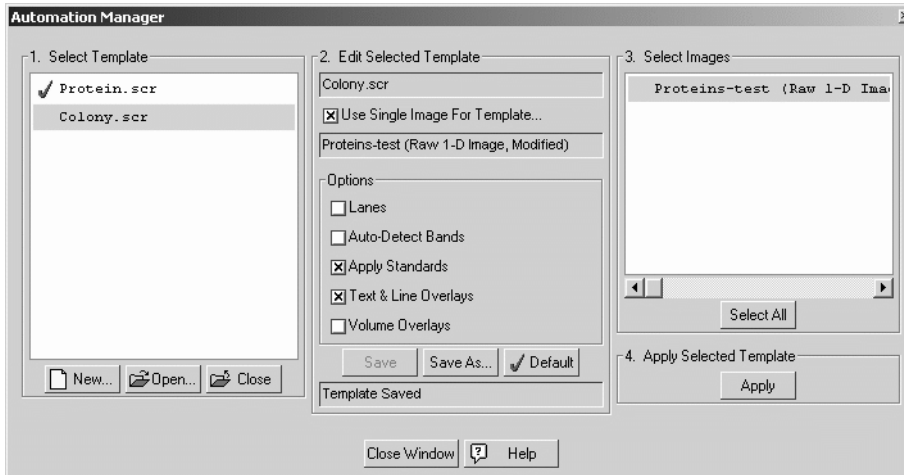 Automation Manager
1. Select Template
Protein.scr
Colony.scr
New...
Open...
Close
2. Edit Selected Template
Colony.scr
Use Single Image For Template...
Proteins-test (Raw 1-D Image, Modified)
Options
Lanes
Auto-Detect Bands
Apply Standards
Text & Line Overlays
Volume Overlays
Save
Save As...
Default
Template Saved
3. Select Images
Proteins-test (Raw 1-D Ima
Select All
4. Apply Selected Template
Apply
Close Window
Help